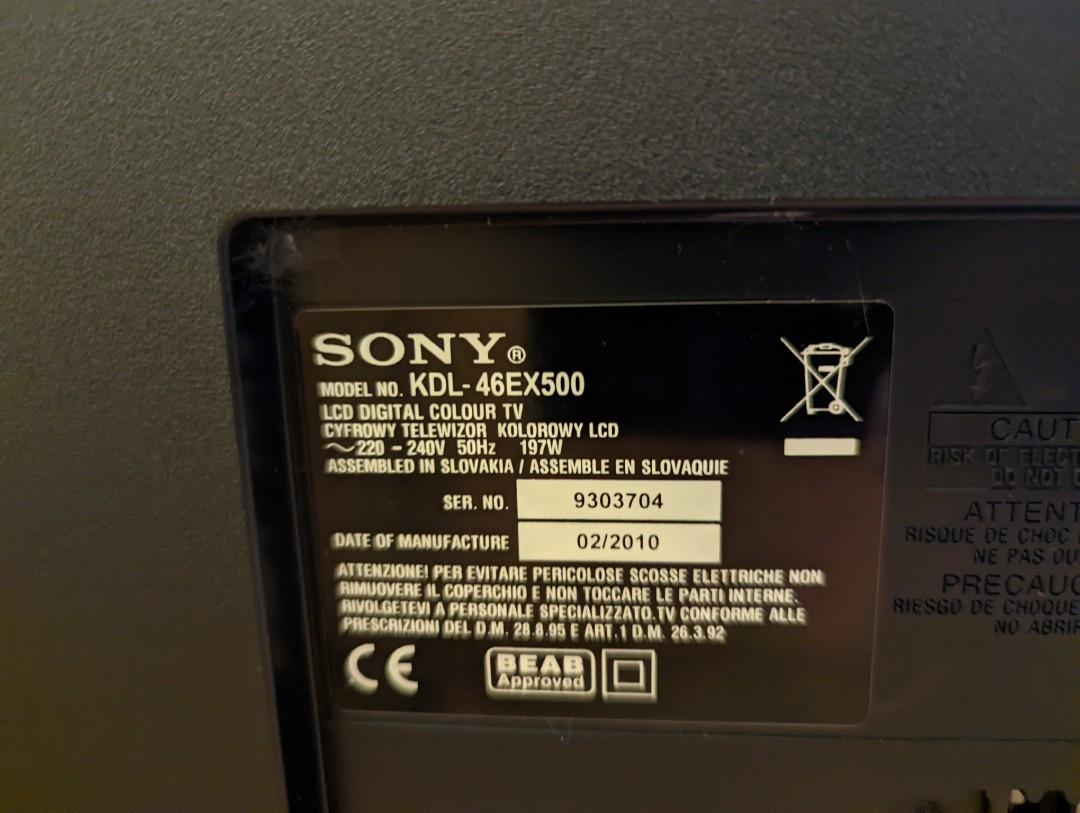 SONY®
MODEL NO. KDL-46EX500
LCD DIGITAL COLOUR TV
CYFROWY TELEWIZOR KOLOROWY LCD
~220 - 240V 50Hz 197W
ASSEMBLED IN SLOVAKIA / ASSEMBLE EN SLOVAQUIE
SER. NO. 9303704
DATE OF MANUFACTURE 02/2010
ATTENZIONE! PER EVITARE PERICOLOSE SCOSSE ELETTRICHE NON
RIMUOVERE IL COPERCHIO E NON TOCCARE LE PARTI INTERNE.
RIVOLGETEVI A PERSONALE SPECIALIZZATO.TV CONFORME ALLE
PRESCRIZIONI DEL D.M. 28.8.95 E ART.1 D.M. 26.3.92
CE
BEAB
Approved
CAUT
RISK OF ELECT
DO NOT
ATTENT
RISQUE DE CHOC
NE PAS OU
PRECAUC
RIESGO DE CHOQUE
NO ABRIR